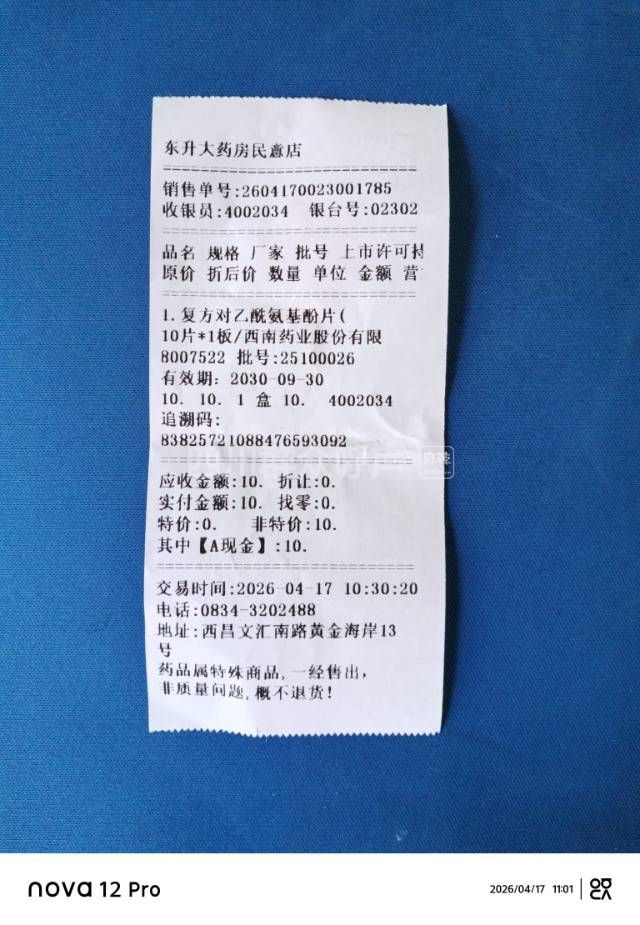 东升大药房民意店
销售单号:2604170023001785
收银员:4002034 银台号:02302
品名 规格 厂家 批号 上市许可持
原价 折后价 数量 单位 金额 营
1. 复方对乙酰氨基酚片(
10片*1板/西南药业股份有限
8007522 批号:25100026
有效期: 2030-09-30
10. 10. 1 盒 10. 4002034
追溯码:
83825721088476593092
应收金额:10. 折让:0.
实付金额:10. 找零:0.
特价:0. 非特价:10.
其中【A现金】:10.
交易时间:2026-04-17 10:30:20
电话:0834-3202488
地址:西昌文汇南路黄金海岸13
号
药品属特殊商品,一经售出,
非质量问题,概不退货!
麻辣
nova 12 Pro
2026/04/17 11:01